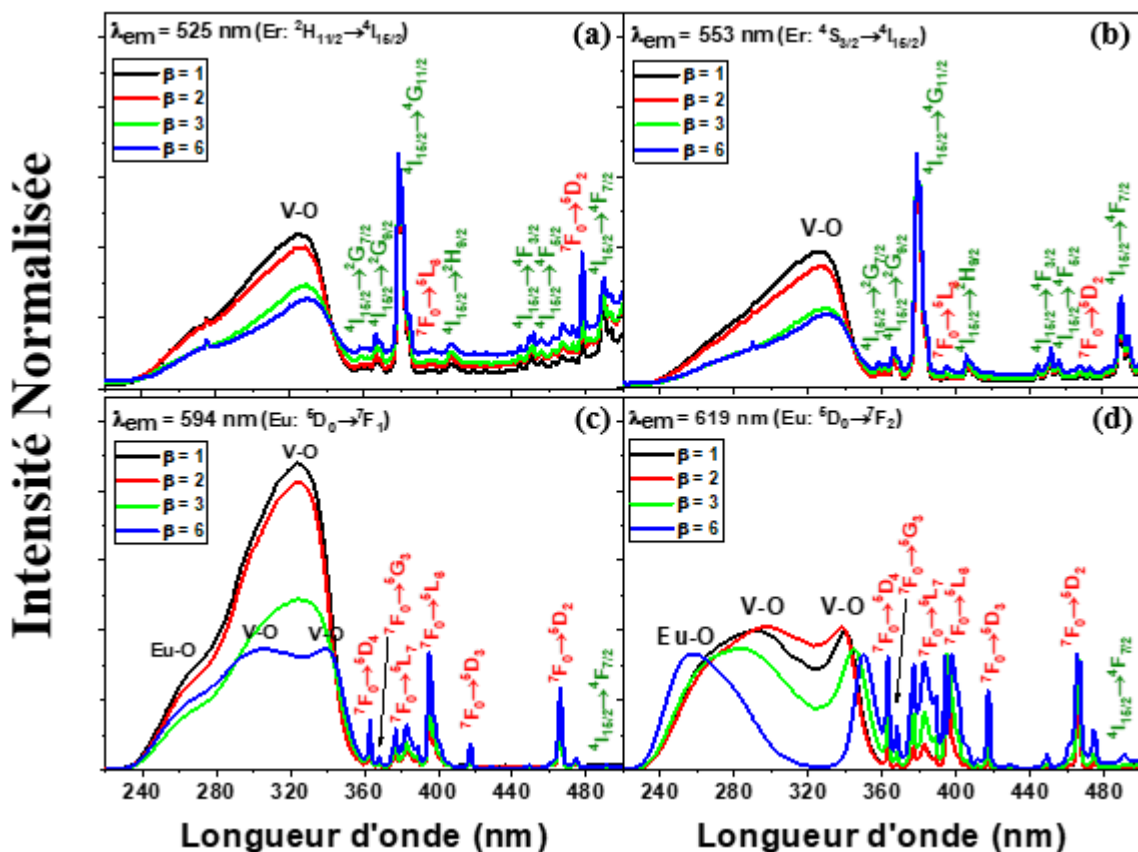 Intensité Normalisée
λem = 525 nm (Er: ²H₁₁/₂→⁴I₁₅/₂)
(a)
β = 1
β = 2
β = 3
β = 6
V-O
⁴I₁₅/₂→²G₇/₂
⁴I₁₅/₂→²G₉/₂
⁴I₁₅/₂→⁴G₁₁/₂
⁷F₀→⁵L₆
⁴I₁₅/₂→²H₉/₂
⁴I₁₅/₂→⁴F₃/₂
⁴I₁₅/₂→⁴F₅/₂
⁷F₀→⁵D₂
⁴I₁₅/₂→⁴F₇/₂
λem = 553 nm (Er: ⁴S₃/₂→⁴I₁₅/₂)
(b)
β = 1
β = 2
β = 3
β = 6
V-O
⁴I₁₅/₂→²G₇/₂
⁴I₁₅/₂→²G₉/₂
⁴I₁₅/₂→⁴G₁₁/₂
⁷F₀→⁵L₆
⁴I₁₅/₂→²H₉/₂
⁴I₁₅/₂→⁴F₃/₂
⁴I₁₅/₂→⁴F₅/₂
⁷F₀→⁵D₂
⁴I₁₅/₂→⁴F₇/₂
λem = 594 nm (Eu: ⁵D₀→⁷F₁)
(c)
β = 1
β = 2
β = 3
β = 6
V-O
Eu-O
V-O
V-O
⁷F₀→⁵D₄
⁷F₀→⁵G₃
⁷F₀→⁵L₇
⁷F₀→⁵L₆
⁷F₀→⁵D₃
⁷F₀→⁵D₂
⁴I₁₅/₂→⁴F₇/₂
λem = 619 nm (Eu: ⁵D₀→⁷F₂)
(d)
β = 1
β = 2
β = 3
β = 6
Eu-O
V-O
V-O
⁷F₀→⁵D₄
⁷F₀→⁵G₃
⁷F₀→⁵L₇
⁷F₀→⁵L₆
⁷F₀→⁵D₃
⁷F₀→⁵D₂
⁴I₁₅/₂→⁴F₇/₂
240 280 320 360 400 440 480
240 280 320 360 400 440 480
Longueur d'onde (nm)
Longueur d'onde (nm)